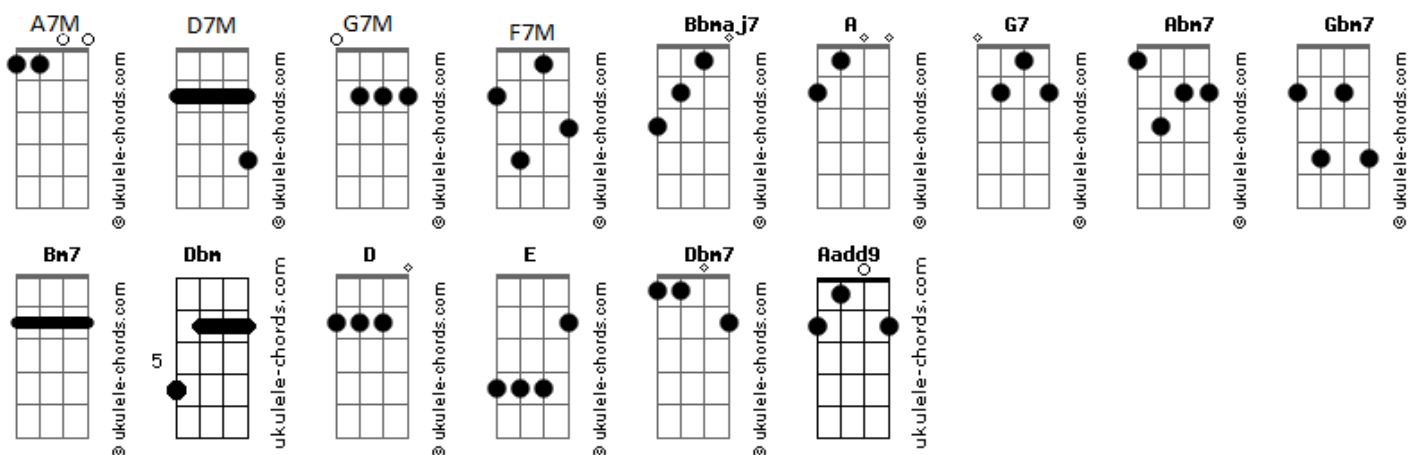 A7M D7M G7M F7M Bbmaj7 A G7 Abm7 Gbm7
© ukulele-chords.com © ukulele-chords.com © ukulele-chords.com © ukulele-chords.com © ukulele-chords.com © ukulele-chords.com © ukulele-chords.com © ukulele-chords.com © ukulele-chords.com
Bm7 Dbm D E Dbm7 Aadd9
5
© ukulele-chords.com ukulele-chords.com © ukulele-chords.com © ukulele-chords.com © ukulele-chords.com ukulele-chords.com